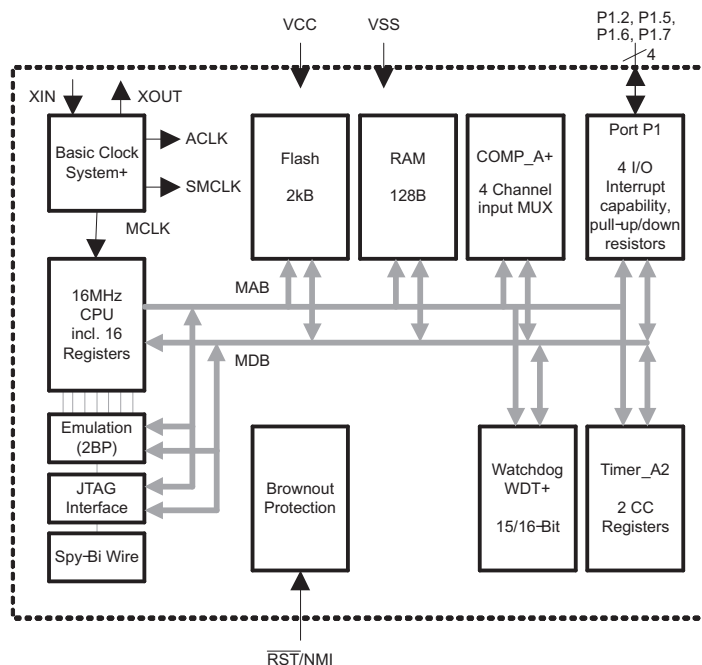 VCC
VSS
P1.2, P1.5,
P1.6, P1.7
4
XIN
XOUT
Basic Clock
System+
ACLK
SMCLK
MCLK
Flash
2kB
RAM
128B
COMP_A+
4 Channel
input MUX
Port P1
4 I/O
Interrupt
capability,
pull-up/down
resistors
16MHz
CPU
incl. 16
Registers
MAB
MDB
Emulation
(2BP)
JTAG
Interface
Spy-Bi Wire
Brownout
Protection
Watchdog
WDT+
15/16-Bit
Timer_A2
2 CC
Registers
R̅S̅T̅/NMI